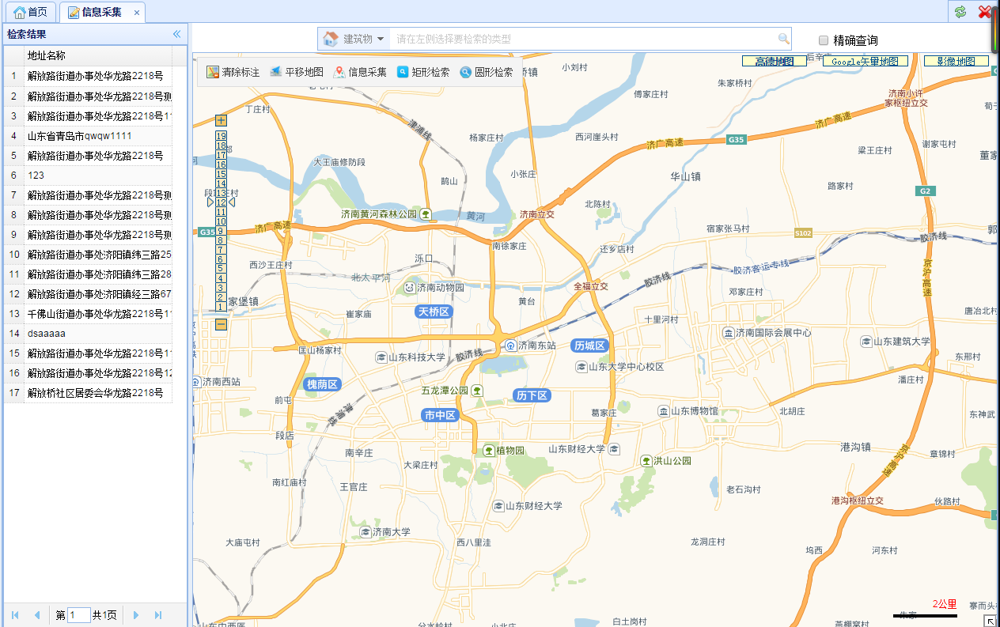 首页
信息采集
检索结果
地址名称
1 解放路街道办事处华龙路2218号
2 解放路街道办事处华龙路2218号测
3 解放路街道办事处华龙路2218号1
4 山东省青岛市qwqw1111
5 解放路街道办事处华龙路2218号
6 123
7 解放路街道办事处华龙路2218号测
8 解放路街道办事处华龙路2218号测
9 解放路街道办事处华龙路2218号测
10 解放路街道办事处济阳镇纬三路25
11 解放路街道办事处济阳镇纬三路28
12 解放路街道办事处济阳镇经三路67
13 千佛山街道办事处华龙路2218号1
14 dsaaaaa
15 解放路街道办事处华龙路2218号1
16 解放路街道办事处华龙路2218号12
17 解放桥社区居委会华龙路2218号
第 1 共1页
建筑物
请在左侧选择要检索的类型
精确查询
清除标注
平移地图
信息采集
矩形检索
圆形检索
高德地图
Google矢量地图
影像地图
桥镇
小刘村
后辛庄
朱家桥村
傅家庄村
济南小许
家枢纽立交
丁庄村
津浦线
杨家庄村
西河崖头村
济广高速
济广高速
G35
梁王庄村
谢家屯村
董家
大王庙修防段
小张庄
华山镇
鹊山
路家村
G2
北陈村
济南黄河森林公园
黄河
济南立交
济广高速
G35
宿家张马村
S102
胶济线
郭
南徐家庄
还乡店村
泺口
西沙王庄村
胶济客运专线
京沪高速
北太平河
胶济线
济南动物园
全福立交
邓家庄村
家堡镇
黄台
天桥区
崔家庙
十里河村
唐冶北村
济南国际会展中心
匡山杨家村
济南东站
历城区
山东建筑大学
山东科技大学
胶济线
山东大学中心校区
东邢村
潘庄村
济南西站
槐荫区
五龙潭公园
历下区
前屯
市中区
葛家庄
山东博物馆
北胡庄
东神武
津浦线
段店
植物园
山东财经大学
港沟镇
章锦村
南辛庄
大梁庄村
洪山公园
京沪高速
南红庙村
王官庄
老石沟村
山东财经大学
港沟枢纽立交
伙路村
济南大学
大庙屯村
西八里洼
龙洞庄村
坞西
河东村
2公里
寨而头
朱家
白土岗村
燕棚窝村
19
18
17
16
15
14
13
12
11
10
9
8
7
6
5
4
3
2
1